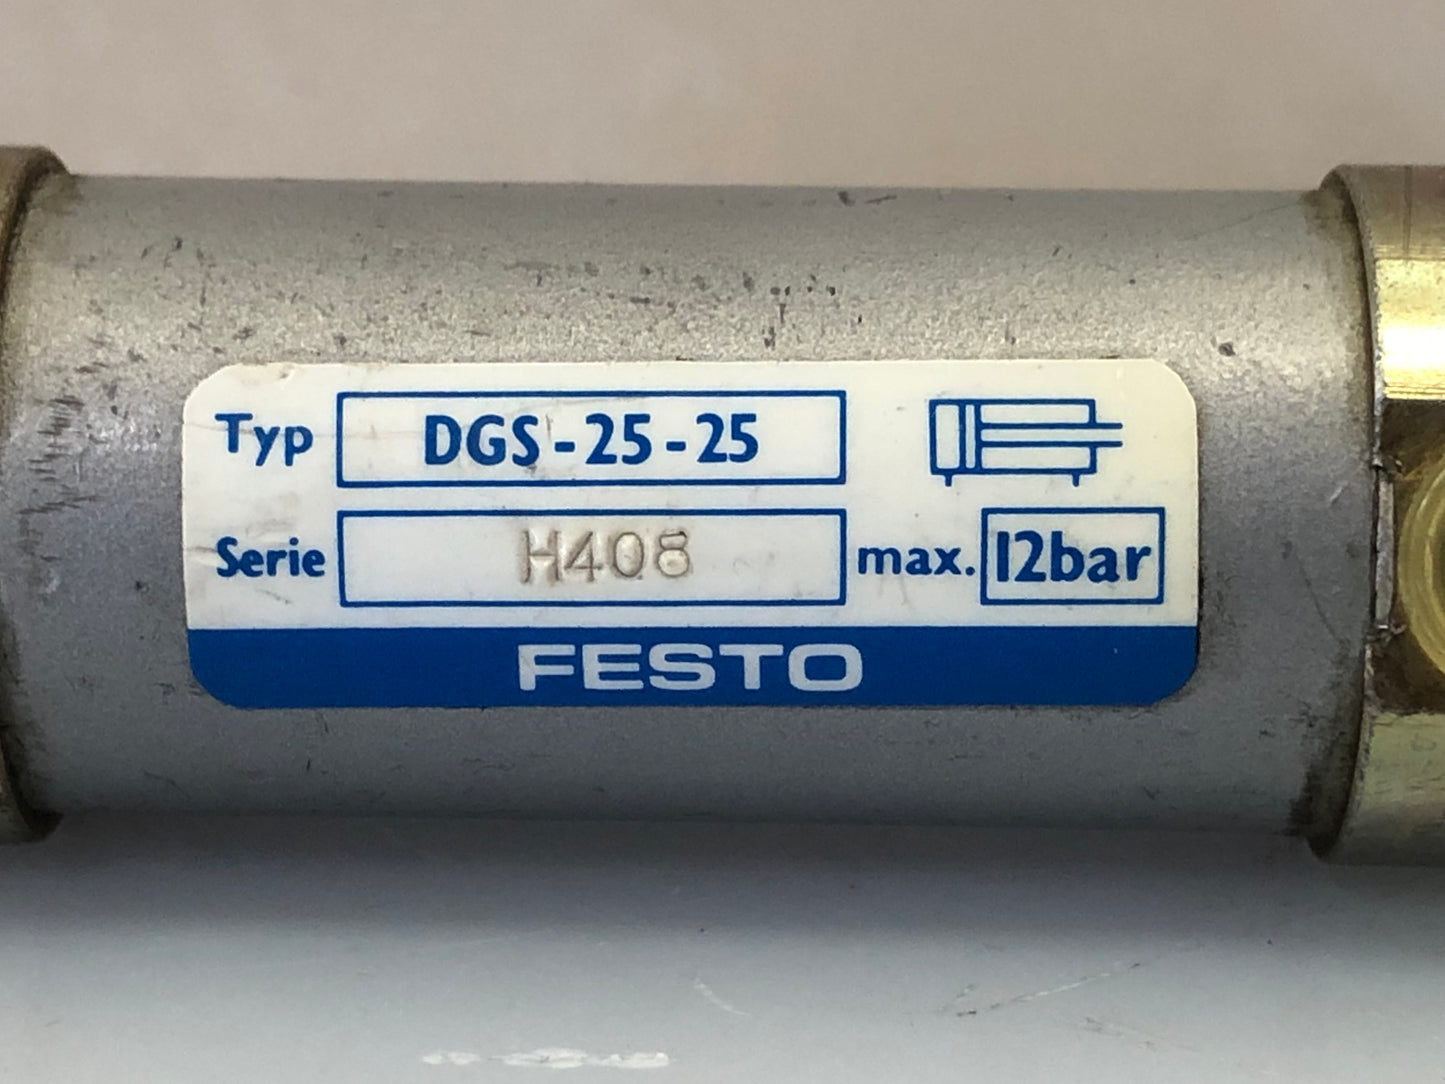 Typ DGS-25-25
Serie H408 max. 12bar
FESTO